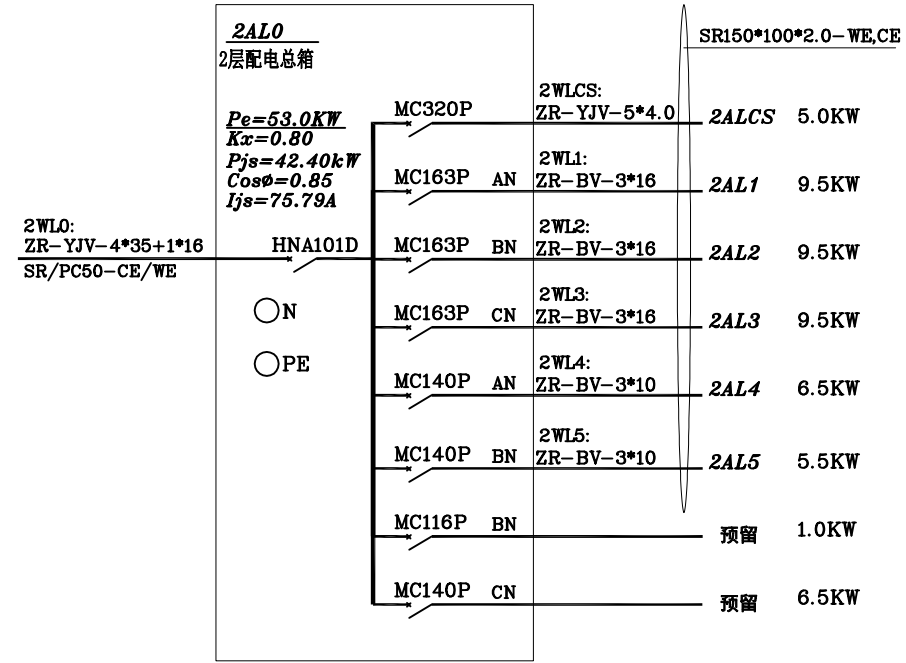 2AL0
2层配电总箱
SR150*100*2.0-WE,CE
Pe=53.0KW
Kx=0.80
Pjs=42.40kW
Cosø=0.85
Ijs=75.79A
2WL0:
ZR-YJV-4*35+1*16
SR/PC50-CE/WE
HNA101D
N
PE
MC320P
2WLCS:
ZR-YJV-5*4.0
2ALCS 5.0KW
MC163P AN
2WL1:
ZR-BV-3*16
2AL1 9.5KW
MC163P BN
2WL2:
ZR-BV-3*16
2AL2 9.5KW
MC163P CN
2WL3:
ZR-BV-3*16
2AL3 9.5KW
MC140P AN
2WL4:
ZR-BV-3*10
2AL4 6.5KW
MC140P BN
2WL5:
ZR-BV-3*10
2AL5 5.5KW
MC116P BN
预留 1.0KW
MC140P CN
预留 6.5KW